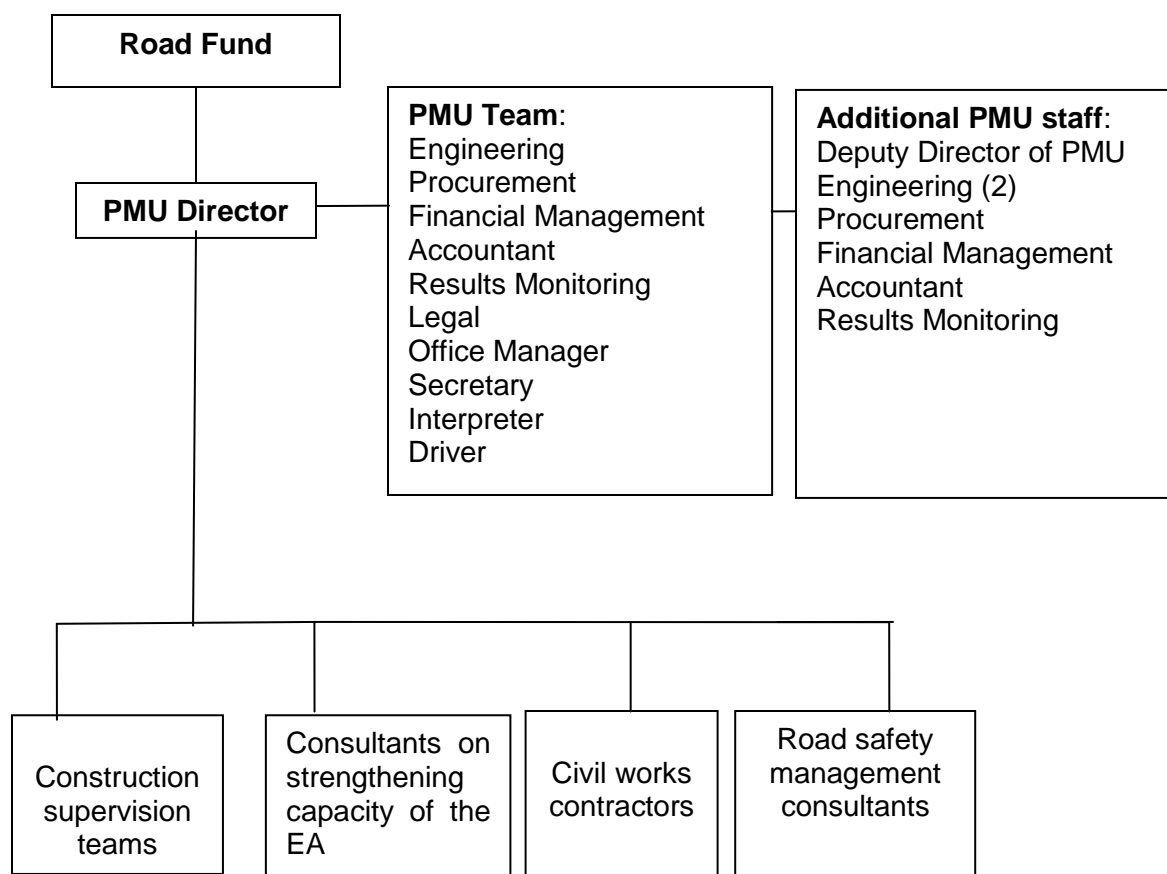 Road Fund
PMU Director
PMU Team:
Engineering
Procurement
Financial Management
Accountant
Results Monitoring
Legal
Office Manager
Secretary
Interpreter
Driver
Additional PMU staff:
Deputy Director of PMU
Engineering (2)
Procurement
Financial Management
Accountant
Results Monitoring
Construction
supervision
teams
Consultants on
strengthening
capacity of the
EA
Civil works
contractors
Road safety
management
consultants